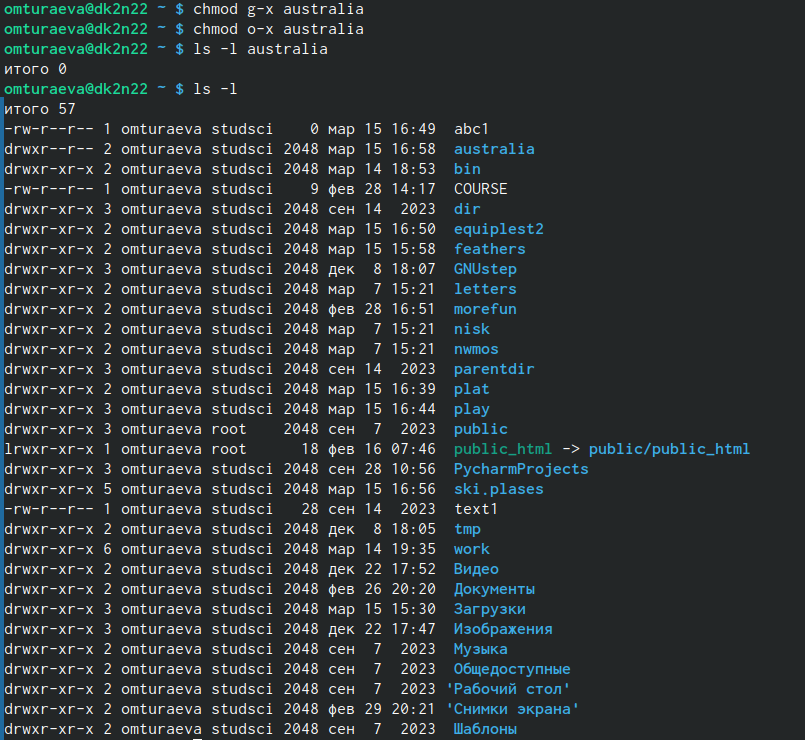 omturaeva@dk2n22 ~ $ chmod g-x australia
omturaeva@dk2n22 ~ $ chmod o-x australia
omturaeva@dk2n22 ~ $ ls -l australia
итого 0
omturaeva@dk2n22 ~ $ ls -l
итого 57
-rw-r--r-- 1 omturaeva studsci    0 мар 15 16:49  abc1
drwxr--r-- 2 omturaeva studsci 2048 мар 15 16:58  australia
drwxr-xr-x 2 omturaeva studsci 2048 мар 14 18:53  bin
-rw-r--r-- 1 omturaeva studsci    9 фев 28 14:17  COURSE
drwxr-xr-x 3 omturaeva studsci 2048 сен 14  2023  dir
drwxr-xr-x 2 omturaeva studsci 2048 мар 15 16:50  equiplest2
drwxr-xr-x 2 omturaeva studsci 2048 мар 15 15:58  feathers
drwxr-xr-x 3 omturaeva studsci 2048 дек  8 18:07  GNUstep
drwxr-xr-x 2 omturaeva studsci 2048 мар  7 15:21  letters
drwxr-xr-x 2 omturaeva studsci 2048 фев 28 16:51  morefun
drwxr-xr-x 2 omturaeva studsci 2048 мар  7 15:21  nisk
drwxr-xr-x 2 omturaeva studsci 2048 мар  7 15:21  nwmos
drwxr-xr-x 3 omturaeva studsci 2048 сен 14  2023  parentdir
drwxr-xr-x 2 omturaeva studsci 2048 мар 15 16:39  plat
drwxr-xr-x 3 omturaeva studsci 2048 мар 15 16:44  play
drwxr-xr-x 3 omturaeva root    2048 сен  7  2023  public
lrwxr-xr-x 1 omturaeva root      18 фев 16 07:46  public_html -> public/public_html
drwxr-xr-x 3 omturaeva studsci 2048 сен 28 10:56  PycharmProjects
drwxr-xr-x 5 omturaeva studsci 2048 мар 15 16:56  ski.plases
-rw-r--r-- 1 omturaeva studsci   28 сен 14  2023  text1
drwxr-xr-x 2 omturaeva studsci 2048 дек  8 18:05  tmp
drwxr-xr-x 6 omturaeva studsci 2048 мар 14 19:35  work
drwxr-xr-x 2 omturaeva studsci 2048 дек 22 17:52  Видео
drwxr-xr-x 2 omturaeva studsci 2048 фев 26 20:20  Документы
drwxr-xr-x 3 omturaeva studsci 2048 мар 15 15:30  Загрузки
drwxr-xr-x 3 omturaeva studsci 2048 дек 22 17:47  Изображения
drwxr-xr-x 2 omturaeva studsci 2048 сен  7  2023  Музыка
drwxr-xr-x 2 omturaeva studsci 2048 сен  7  2023  Общедоступные
drwxr-xr-x 2 omturaeva studsci 2048 сен  7  2023 'Рабочий стол'
drwxr-xr-x 2 omturaeva studsci 2048 фев 29 20:21 'Снимки экрана'
drwxr-xr-x 2 omturaeva studsci 2048 сен  7  2023  Шаблоны